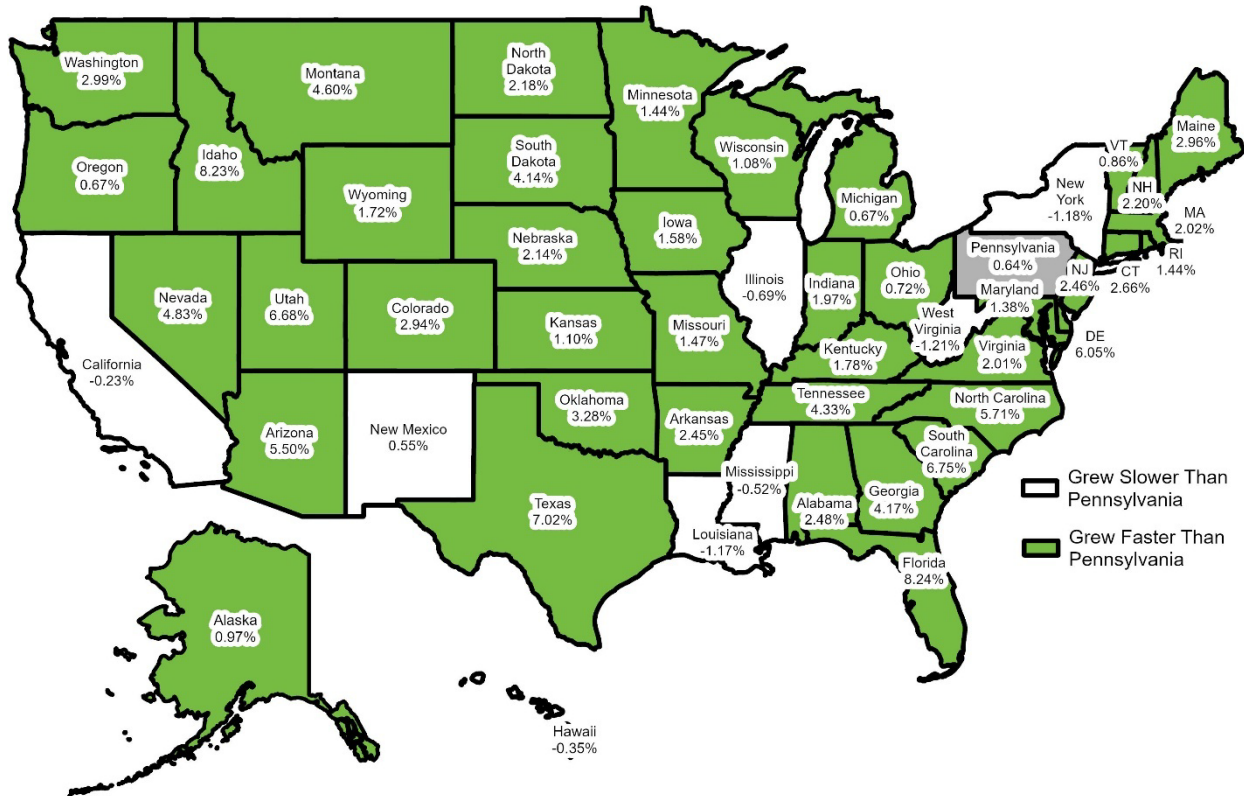 Washington
2.99%
Montana
4.60%
North
Dakota
2.18%
Minnesota
1.44%
Oregon
0.67%
Idaho
8.23%
Wyoming
1.72%
South
Dakota
4.14%
Wisconsin
1.08%
Michigan
0.67%
New
York
-1.18%
VT
0.86%
NH
2.20%
Maine
2.96%
MA
2.02%
RI
1.44%
CT
2.66%
NJ
2.46%
Pennsylvania
0.64%
Maryland
1.38%
DE
6.05%
Nebraska
2.14%
Iowa
1.58%
Illinois
-0.69%
Indiana
1.97%
Ohio
0.72%
West
Virginia
-1.21%
Virginia
2.01%
Nevada
4.83%
Utah
6.68%
Colorado
2.94%
Kansas
1.10%
Missouri
1.47%
Kentucky
1.78%
California
-0.23%
Arizona
5.50%
New Mexico
0.55%
Oklahoma
3.28%
Arkansas
2.45%
Tennessee
4.33%
North Carolina
5.71%
South
Carolina
6.75%
Texas
7.02%
Louisiana
-1.17%
Mississippi
-0.52%
Alabama
2.48%
Georgia
4.17%
Florida
8.24%
Alaska
0.97%
Hawaii
-0.35%
Grew Slower Than
Pennsylvania
Grew Faster Than
Pennsylvania